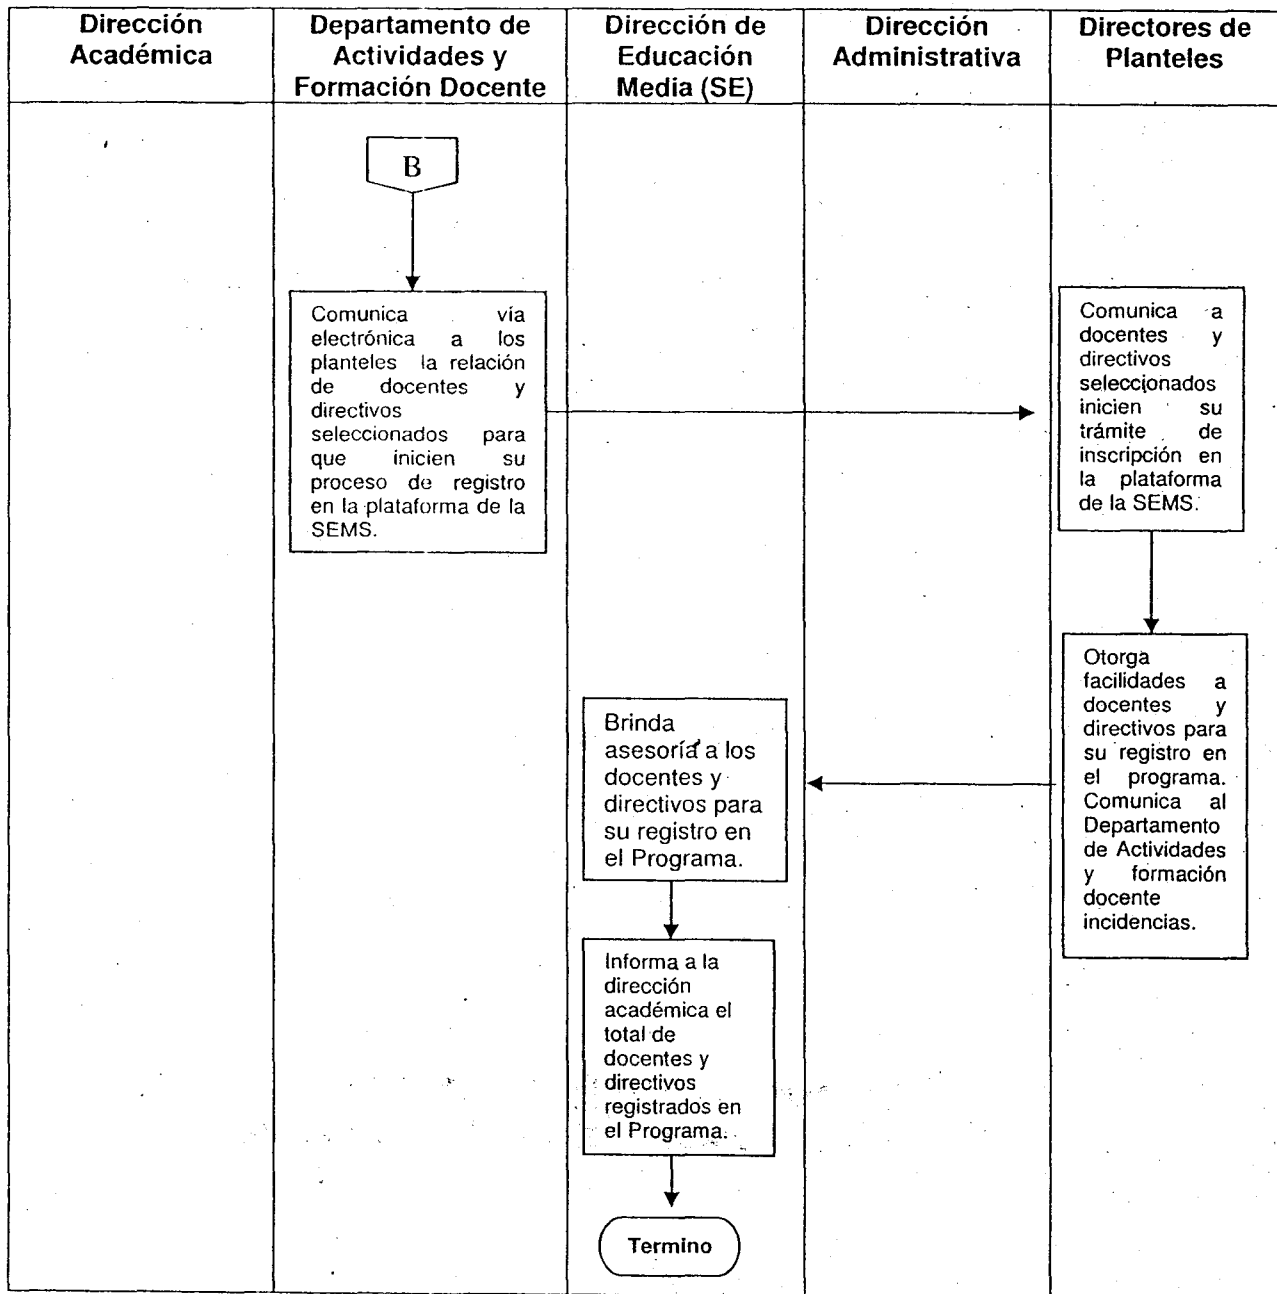 Dirección
Académica
Departamento de
Actividades y
Formación Docente
Dirección de
Educación
Media (SE)
Dirección
Administrativa
Directores de
Planteles
B
Comunica vía
electrónica a los
planteles la relación
de docentes y
directivos
seleccionados para
que inicien su
proceso de registro
en la plataforma de la
SEMS.
Comunica a
docentes y
directivos
seleccionados
inicien su
trámite de
inscripción en
la plataforma
de la SEMS.
Otorga
facilidades a
docentes y
directivos para
su registro en
el programa.
Comunica al
Departamento
de Actividades
y formación
docente
incidencias.
Brinda
asesoría a los
docentes y
directivos para
su registro en
el Programa.
Informa a la
dirección
académica el
total de
docentes y
directivos
registrados en
el Programa.
Termino